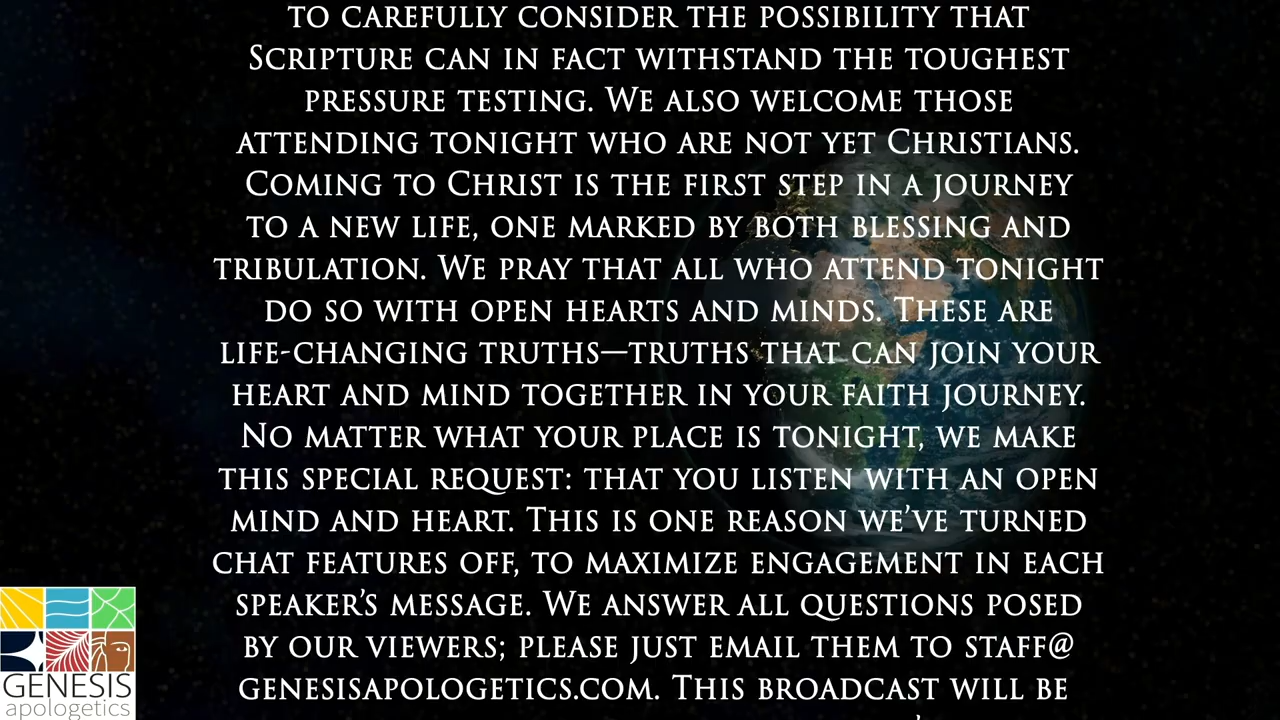 TO CAREFULLY CONSIDER THE POSSIBILITY THAT
SCRIPTURE CAN IN FACT WITHSTAND THE TOUGHEST
PRESSURE TESTING. WE ALSO WELCOME THOSE
ATTENDING TONIGHT WHO ARE NOT YET CHRISTIANS.
COMING TO CHRIST IS THE FIRST STEP IN A JOURNEY
TO A NEW LIFE, ONE MARKED BY BOTH BLESSING AND
TRIBULATION. WE PRAY THAT ALL WHO ATTEND TONIGHT
DO SO WITH OPEN HEARTS AND MINDS. THESE ARE
LIFE-CHANGING TRUTHS—TRUTHS THAT CAN JOIN YOUR
HEART AND MIND TOGETHER IN YOUR FAITH JOURNEY.
NO MATTER WHAT YOUR PLACE IS TONIGHT, WE MAKE
THIS SPECIAL REQUEST: THAT YOU LISTEN WITH AN OPEN
MIND AND HEART. THIS IS ONE REASON WE'VE TURNED
CHAT FEATURES OFF, TO MAXIMIZE ENGAGEMENT IN EACH
SPEAKER'S MESSAGE. WE ANSWER ALL QUESTIONS POSED
BY OUR VIEWERS; PLEASE JUST EMAIL THEM TO STAFF@
GENESISAPOLOGETICS.COM. THIS BROADCAST WILL BE
GENESIS
apologetics